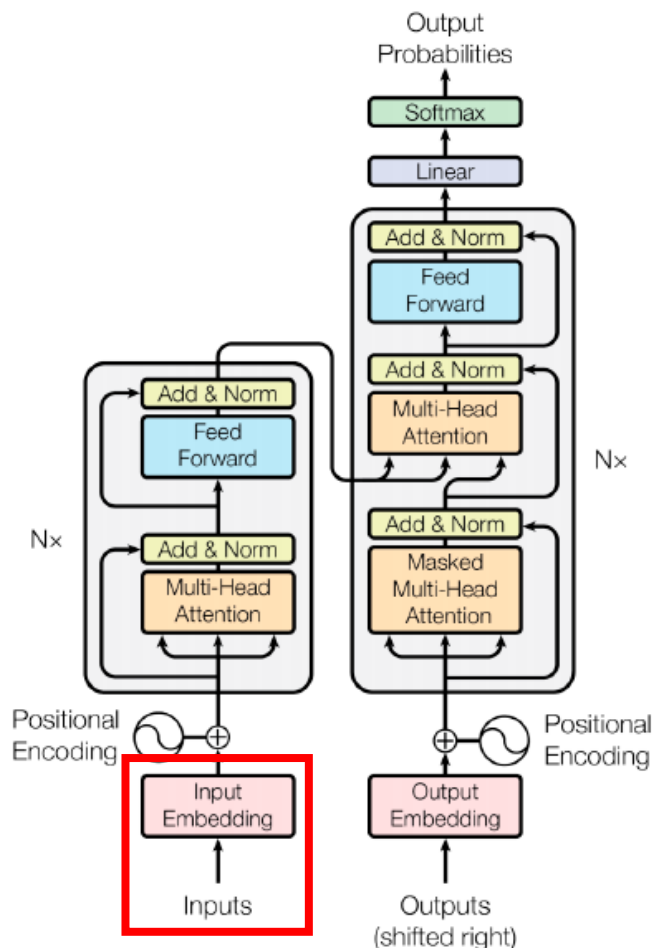 Output
Probabilities
Softmax
Linear
Add & Norm
Feed
Forward
Add & Norm
Multi-Head
Attention
Nx
Add & Norm
Masked
Multi-Head
Attention
Add & Norm
Feed
Forward
Nx
Add & Norm
Multi-Head
Attention
Positional
Encoding
Positional
Encoding
Input
Embedding
Output
Embedding
Inputs
Outputs
(shifted right)